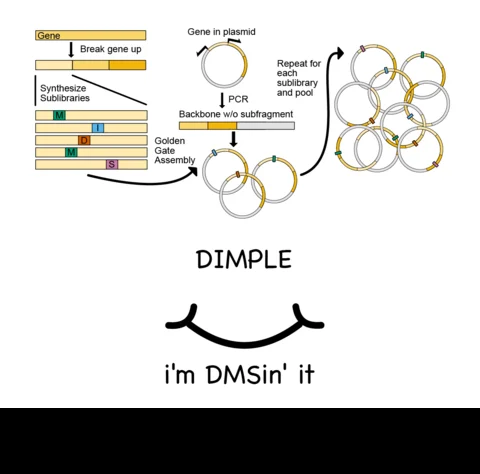 Gene
Break gene up
Synthesize
Sublibraries
M
I
D
M
S
Golden
Gate
Assembly
Gene in plasmid
PCR
Backbone w/o subfragment
Repeat for
each
sublibrary
and pool
DIMPLE
i'm DMSin' it